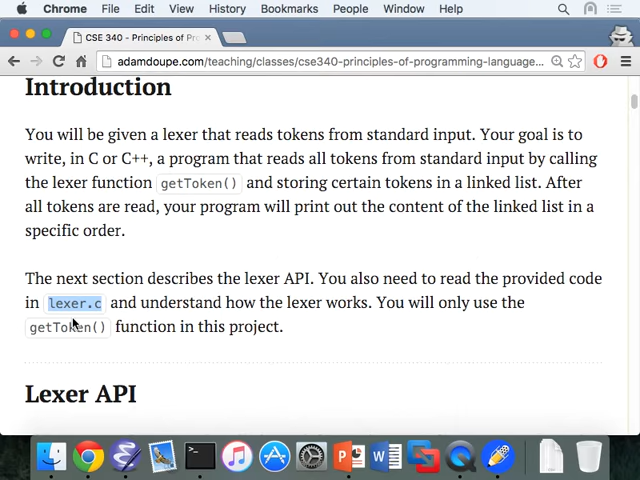 Chrome File Edit View History Bookmarks People Window Help
CSE 340 - Principles of Pr
adamdoupe.com/teaching/classes/cse340-principles-of-programming-language...
Introduction
You will be given a lexer that reads tokens from standard input. Your goal is to
write, in C or C++, a program that reads all tokens from standard input by calling
the lexer function getToken() and storing certain tokens in a linked list. After
all tokens are read, your program will print out the content of the linked list in a
specific order.
The next section describes the lexer API. You also need to read the provided code
in lexer.c and understand how the lexer works. You will only use the
getToken() function in this project.
Lexer API